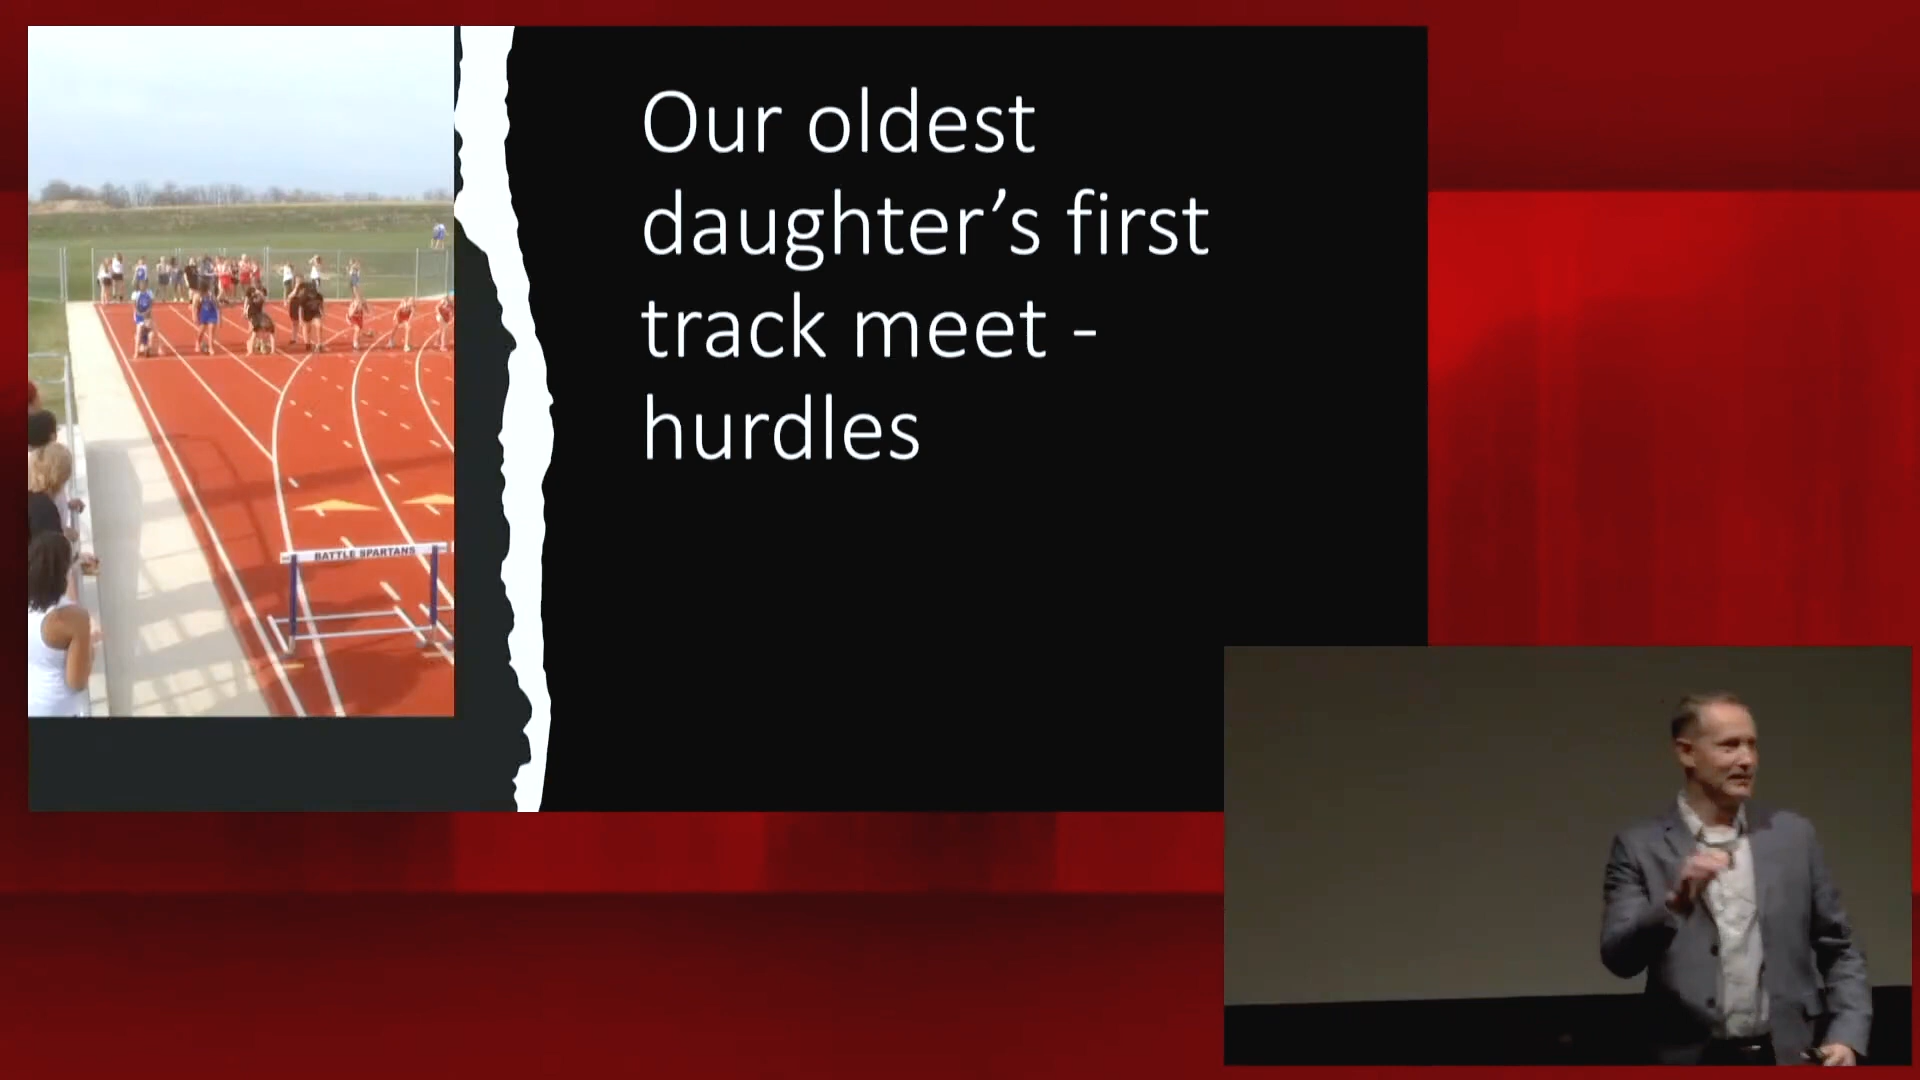 Our oldest
daughter’s first
track meet -
hurdles
BATTLE SPARTANS